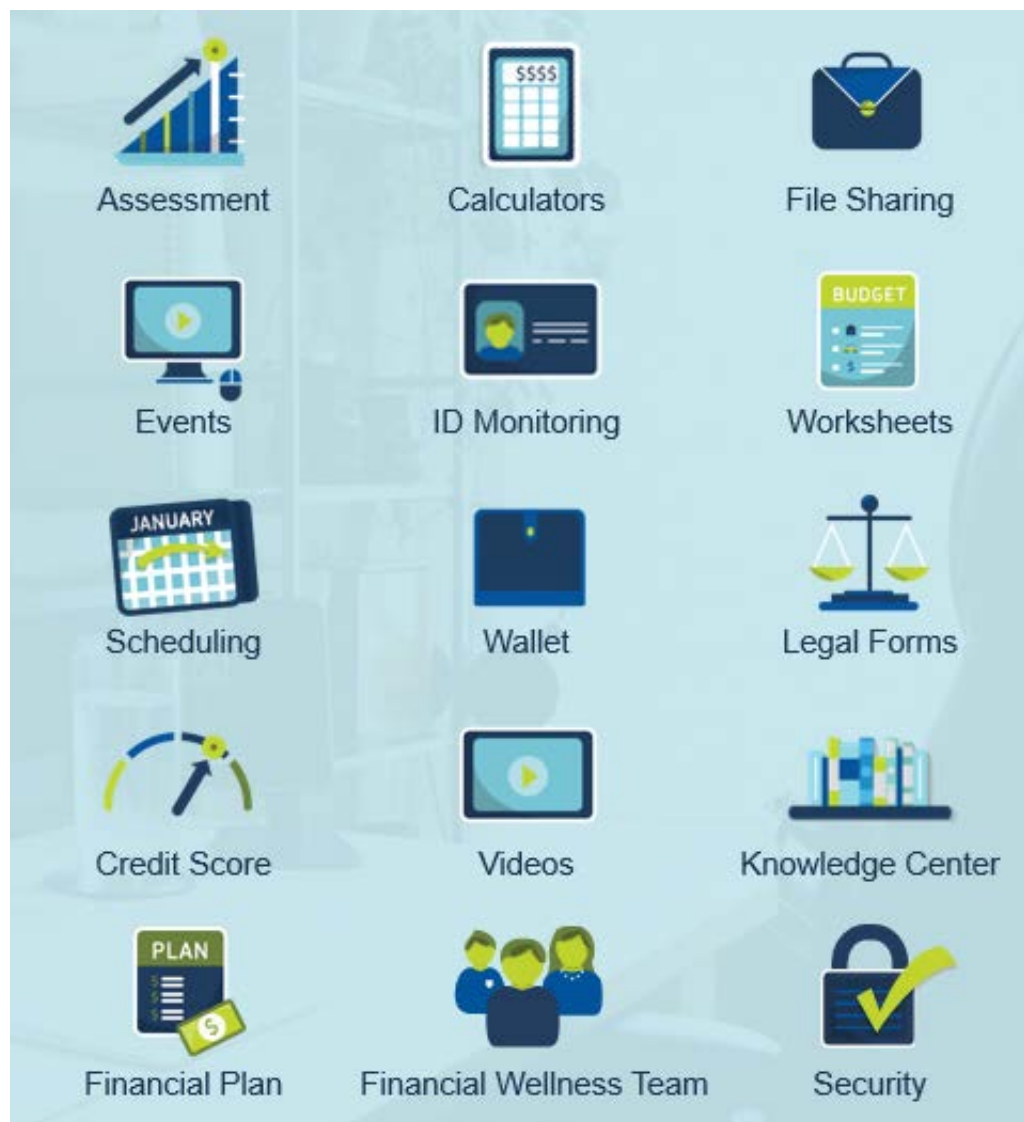 $$$$
Assessment
Calculators
File Sharing
BUDGET
$
Events
ID Monitoring
Worksheets
JANUARY
Scheduling
Wallet
Legal Forms
Credit Score
Videos
Knowledge Center
PLAN
$
$
$
$
Financial Plan
Financial Wellness Team
Security